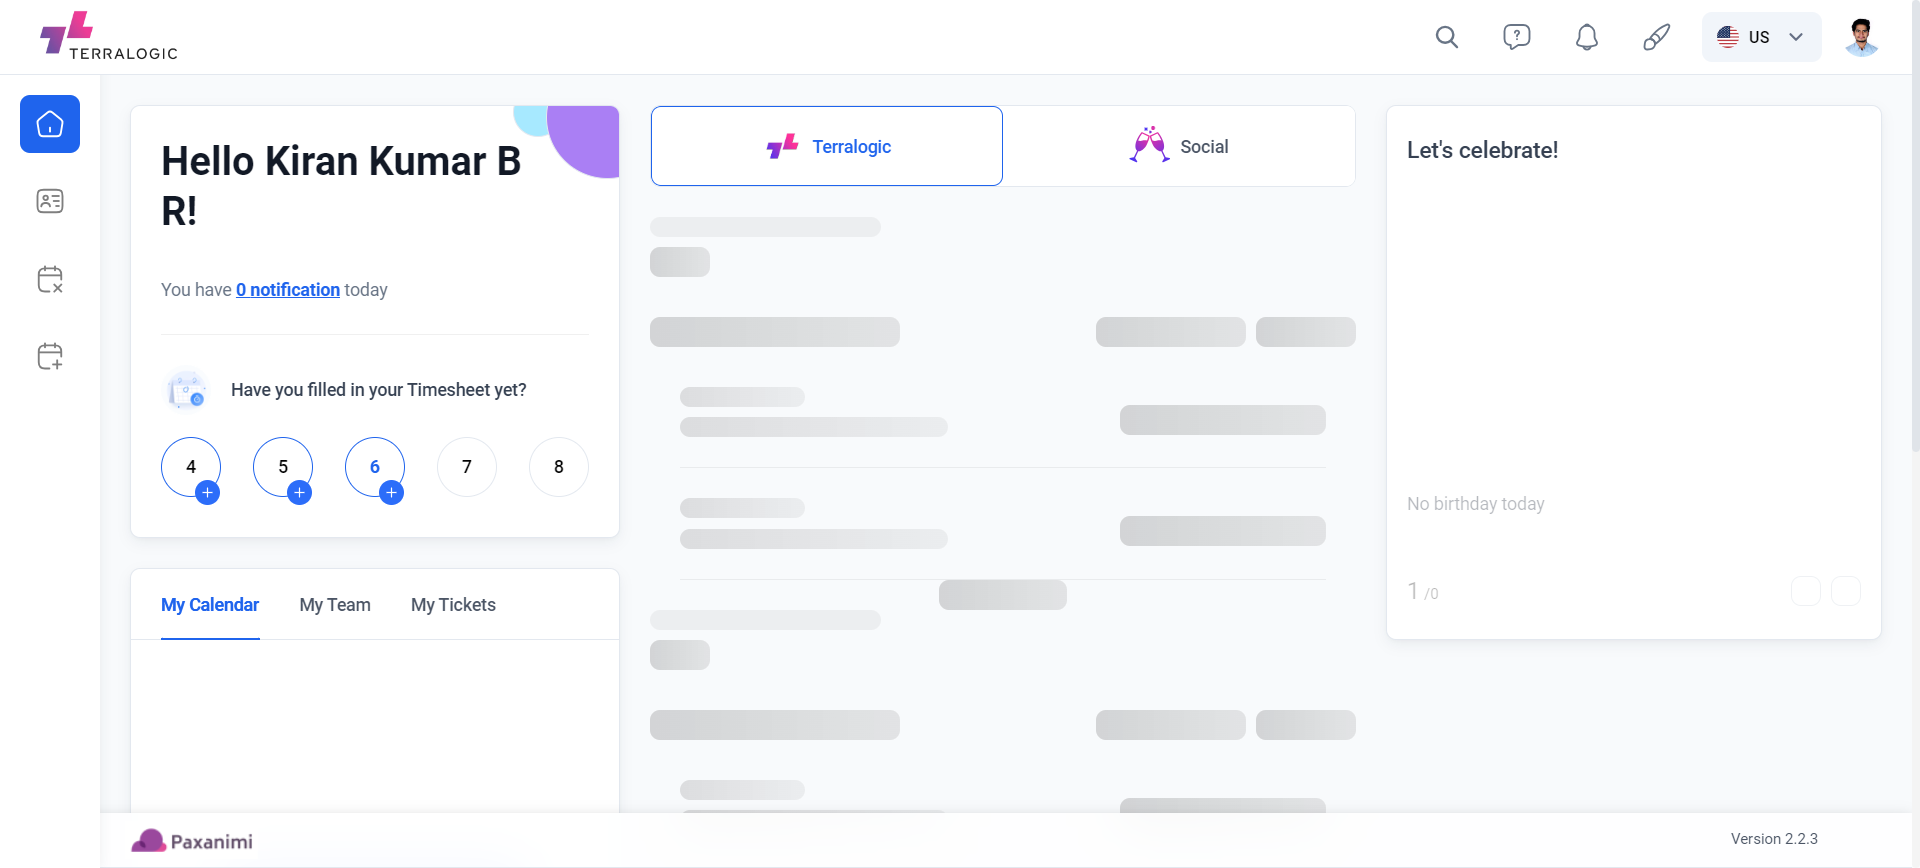 TERRALOGIC
?
US
Hello Kiran Kumar B
R!
You have 0 notification today
Have you filled in your Timesheet yet?
4 5 6 7 8
My Calendar My Team My Tickets
Terralogic
Social
Let's celebrate!
No birthday today
1 /0
Paxanimi
Version 2.2.3